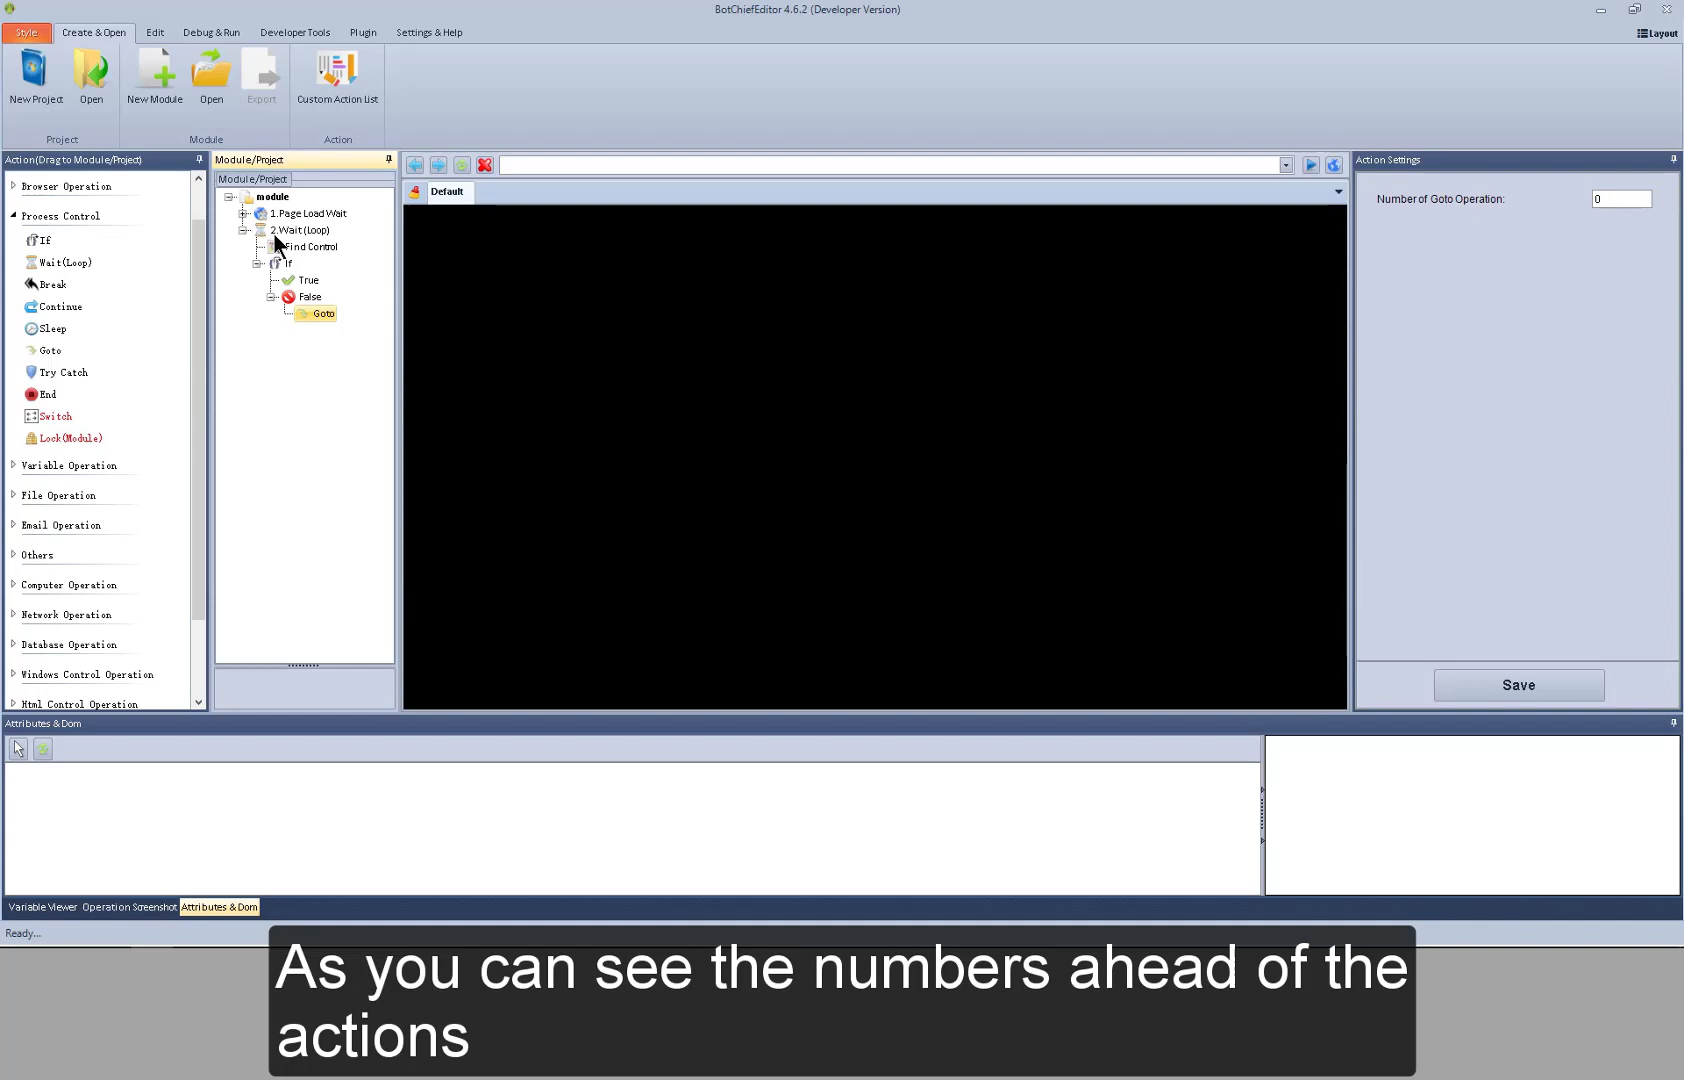 BotChiefEditor 4.6.2 (Developer Version)
Style
Create & Open
Edit
Debug & Run
Developer Tools
Plugin
Settings & Help
Layout
New Project
Open
New Module
Open
Export
Custom Action List
Project
Module
Action
Action(Drag to Module/Project)
Browser Operation
Process Control
If
Wait(Loop)
Break
Continue
Sleep
Goto
Try Catch
End
Switch
Lock(Module)
Variable Operation
File Operation
Email Operation
Others
Computer Operation
Network Operation
Database Operation
Windows Control Operation
Html Control Operation
Module/Project
Module/Project
module
1.Page Load Wait
2.Wait(Loop)
Find Control
If
True
False
Goto
Default
Action Settings
Number of Goto Operation:
0
Save
Attributes & Dom
Variable Viewer
Operation Screenshot
Attributes & Dom
Ready...
As you can see the numbers ahead of the
actions